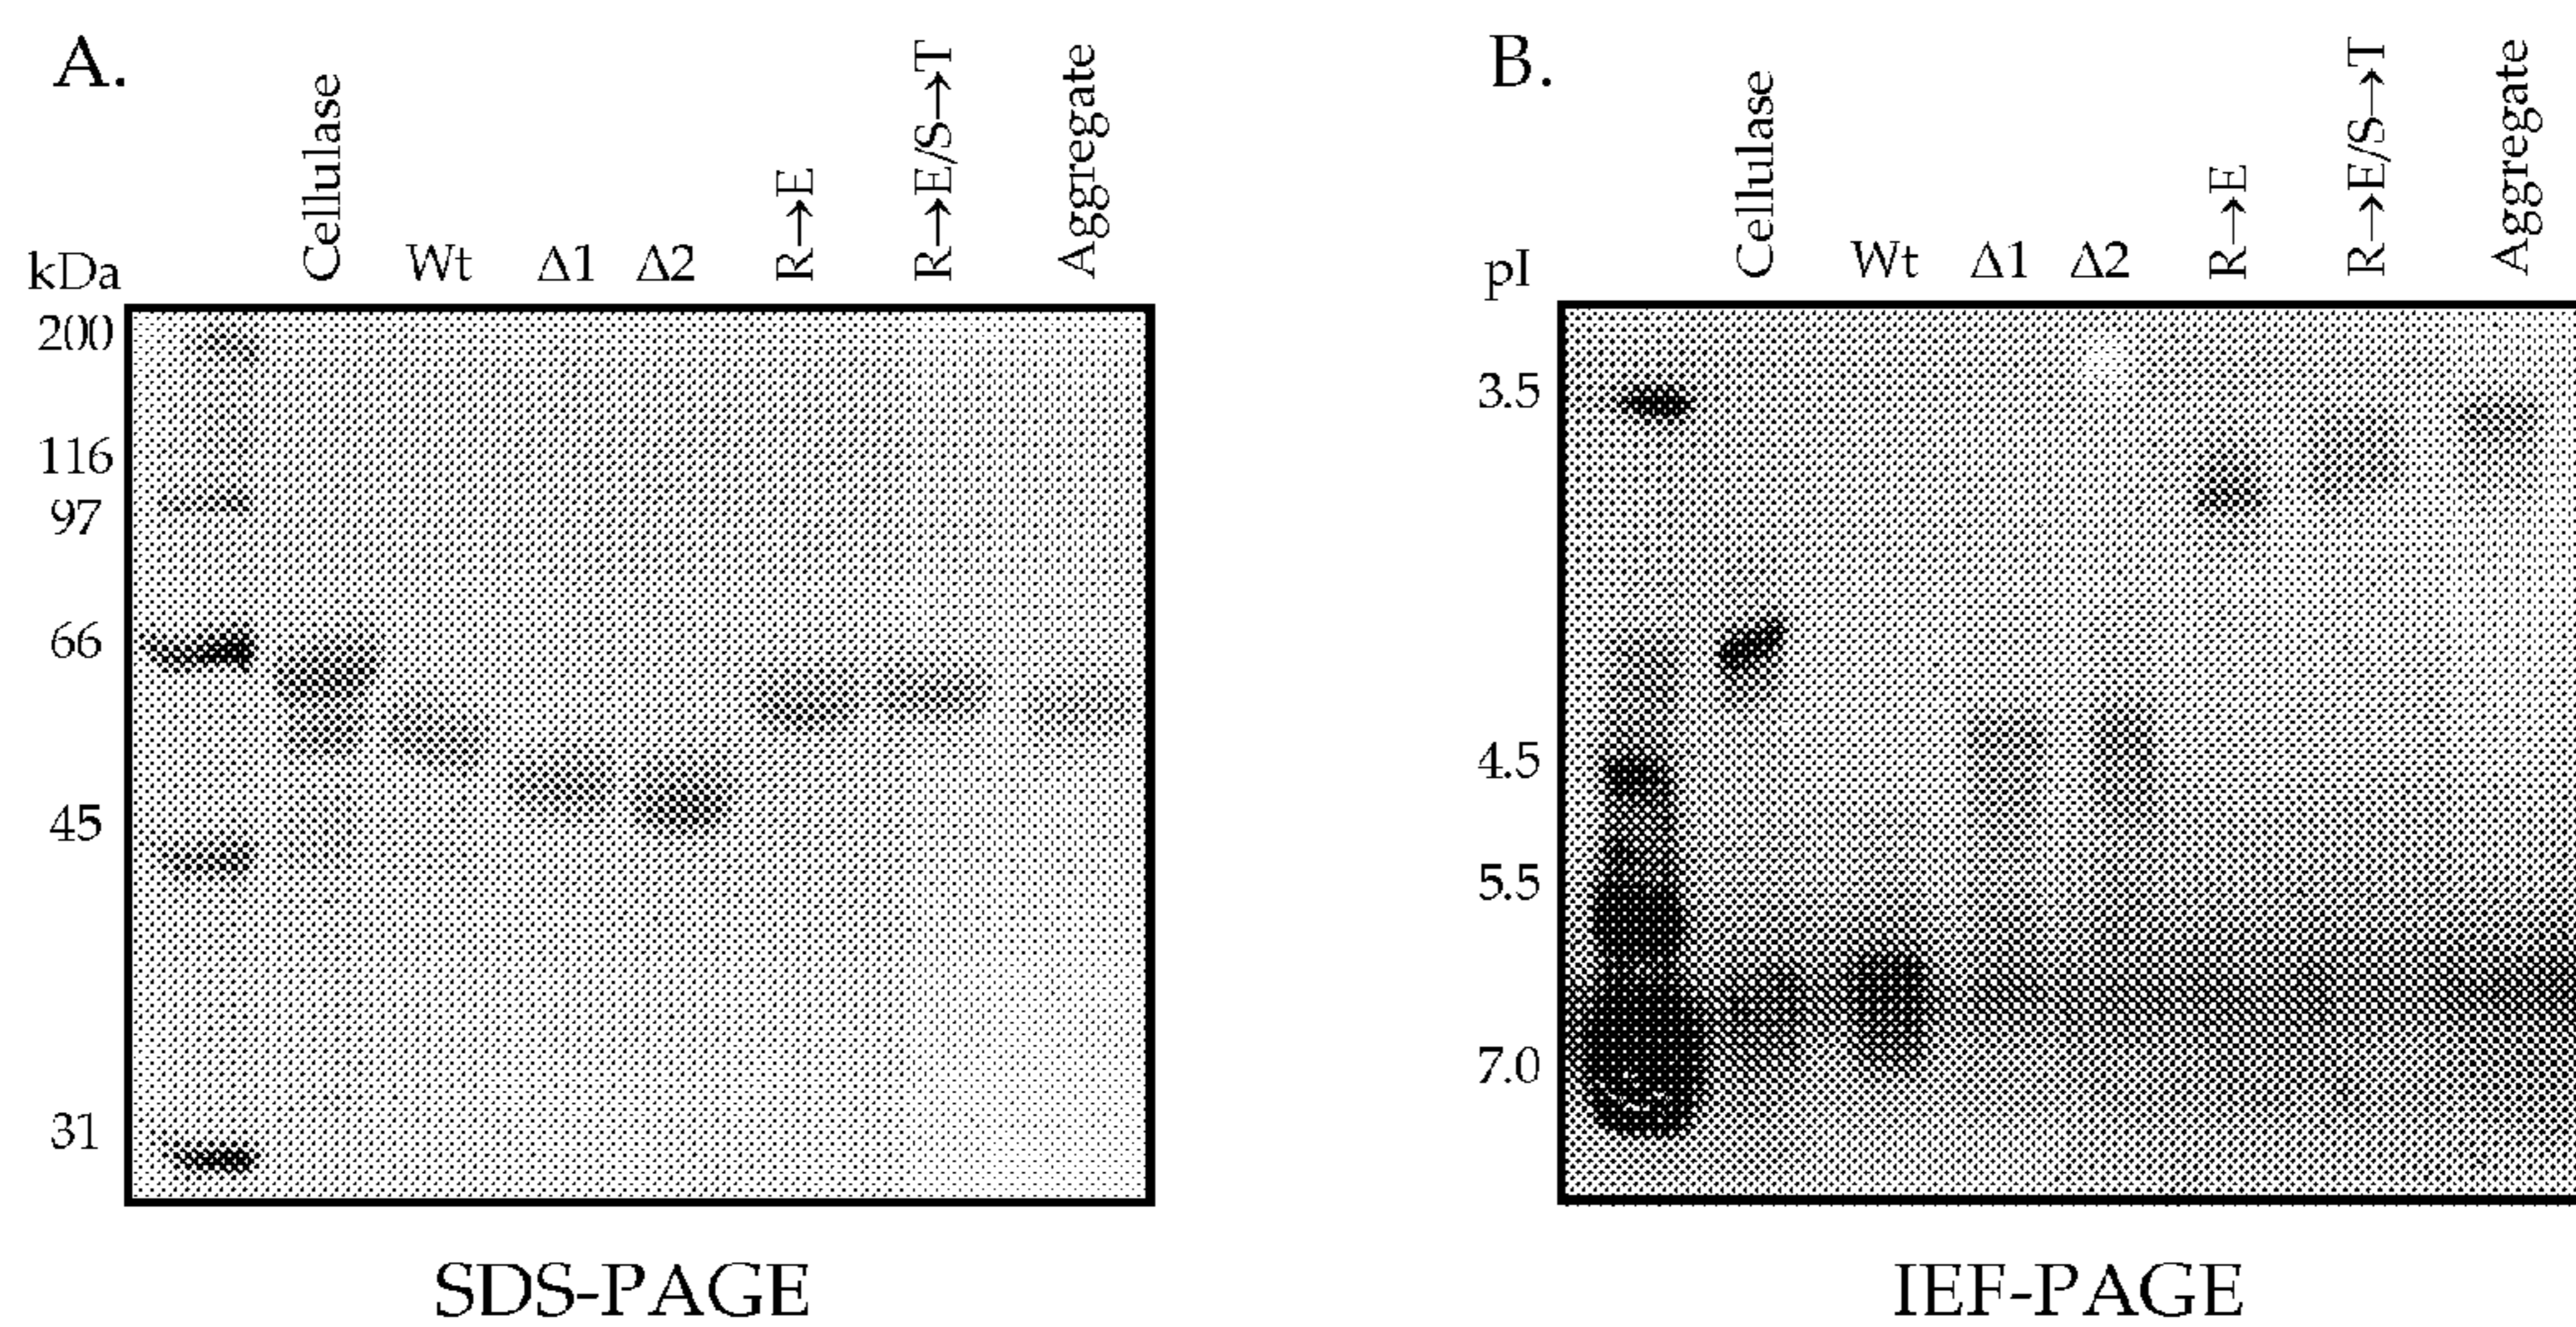 A.
kDa
Cellulase
Wt
Δ1
Δ2
R→E
R→E/S→T
Aggregate
200
116
97
66
45
31
SDS-PAGE
B.
pI
Cellulase
Wt
Δ1
Δ2
R→E
R→E/S→T
Aggregate
3.5
4.5
5.5
7.0
IEF-PAGE